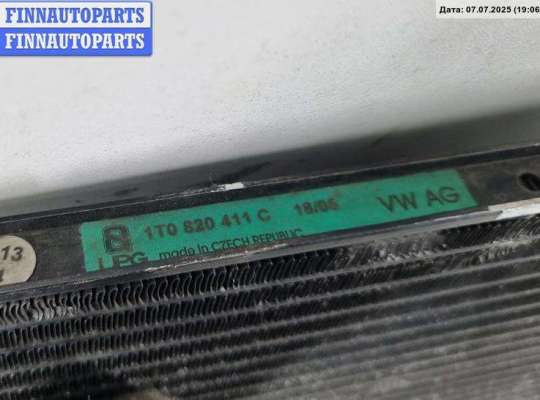 FINNAUTOPARTS
FINNAUTOPARTS
Дата: 07.07.2025 (19:06
1T0 820 411 C 18/05 VW AG
made in CZECH REPUBLIC
13